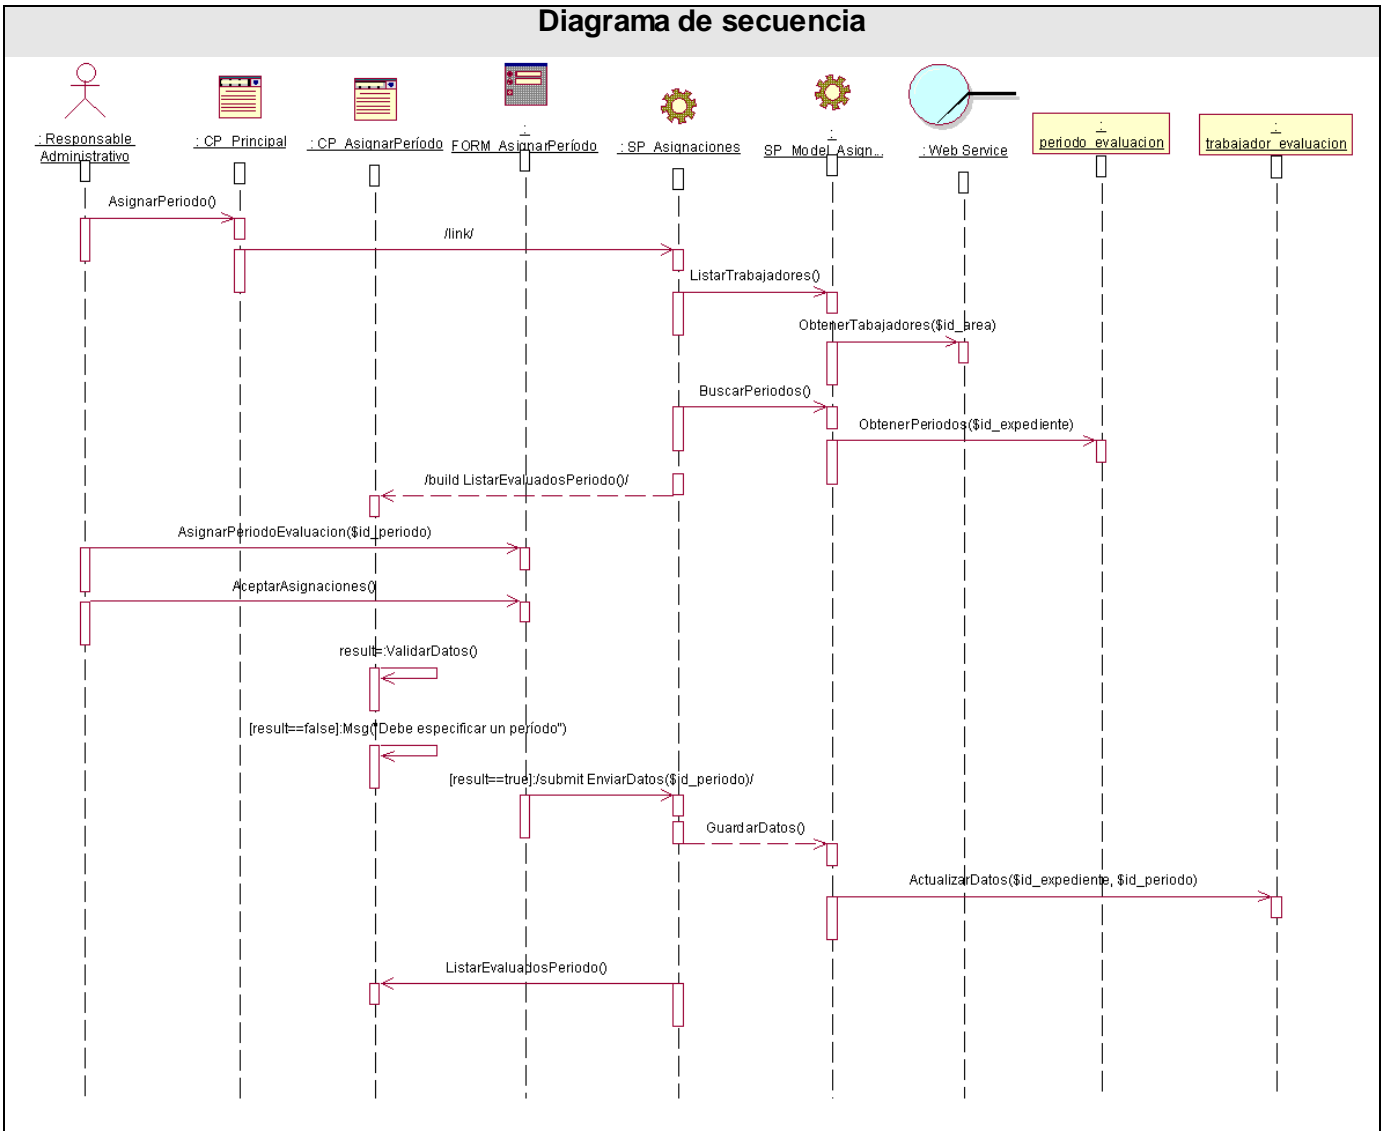 Diagrama de secuencia
: Responsable
Administrativo
: CP_Principal
: CP_AsignarPeríodo
:
FORM_AsignarPeríodo
: SP_Asignaciones
:
SP_Model_Asign...
: Web Service
:
periodo_evaluacion
:
trabajador_evaluacion
AsignarPeriodo()
/link/
ListarTrabajadores()
ObtenerTabajadores($id_area)
BuscarPeriodos()
ObtenerPeriodos($id_expediente)
/build ListarEvaluadosPeriodo()/
AsignarPeriodoEvaluacion($id_periodo)
AceptarAsignaciones()
result=:ValidarDatos()
[result==false]:Msg("Debe especificar un período")
[result==true]:/submit EnviarDatos($id_periodo)/
GuardarDatos()
ActualizarDatos($id_expediente, $id_periodo)
ListarEvaluadosPeriodo()